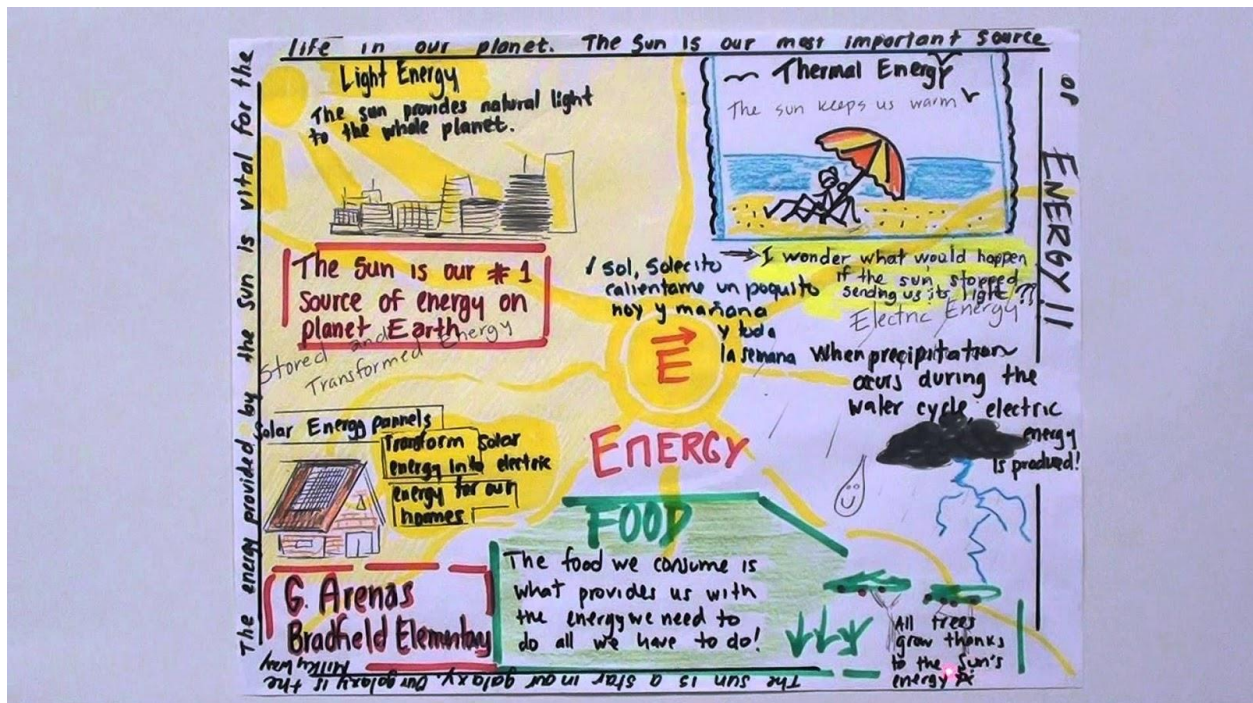 life in our planet. The Sun is our most important source
of ENERGY!!
The energy provided by the sun is vital for the
Light Energy
The sun provides natural light
to the whole planet.
Thermal Energy
The sun keeps us warm
The Sun is our #1
source of energy on
planet Earth
Stored and
Transformed Energy
Sol, Solecito
calientame un poquito
hoy y mañana
y toda
la semana
I wonder what would happen
if the sun stopped
sending us its light??
Electric Energy
When precipitation
ocurs during the
water cycle, electric
energy
is produced!
E
ENERGY
Solar Energy pannels
Transform Solar
energy into electric
energy for our
homes
FOOD
The food we consume is
what provides us with
the energy we need to
do all we have to do!
G. Arenas
Bradfield Elementary
All trees
grow thanks
to the Sun's
energy
The sun is a star in our galaxy. Our galaxy is the
Milky Way